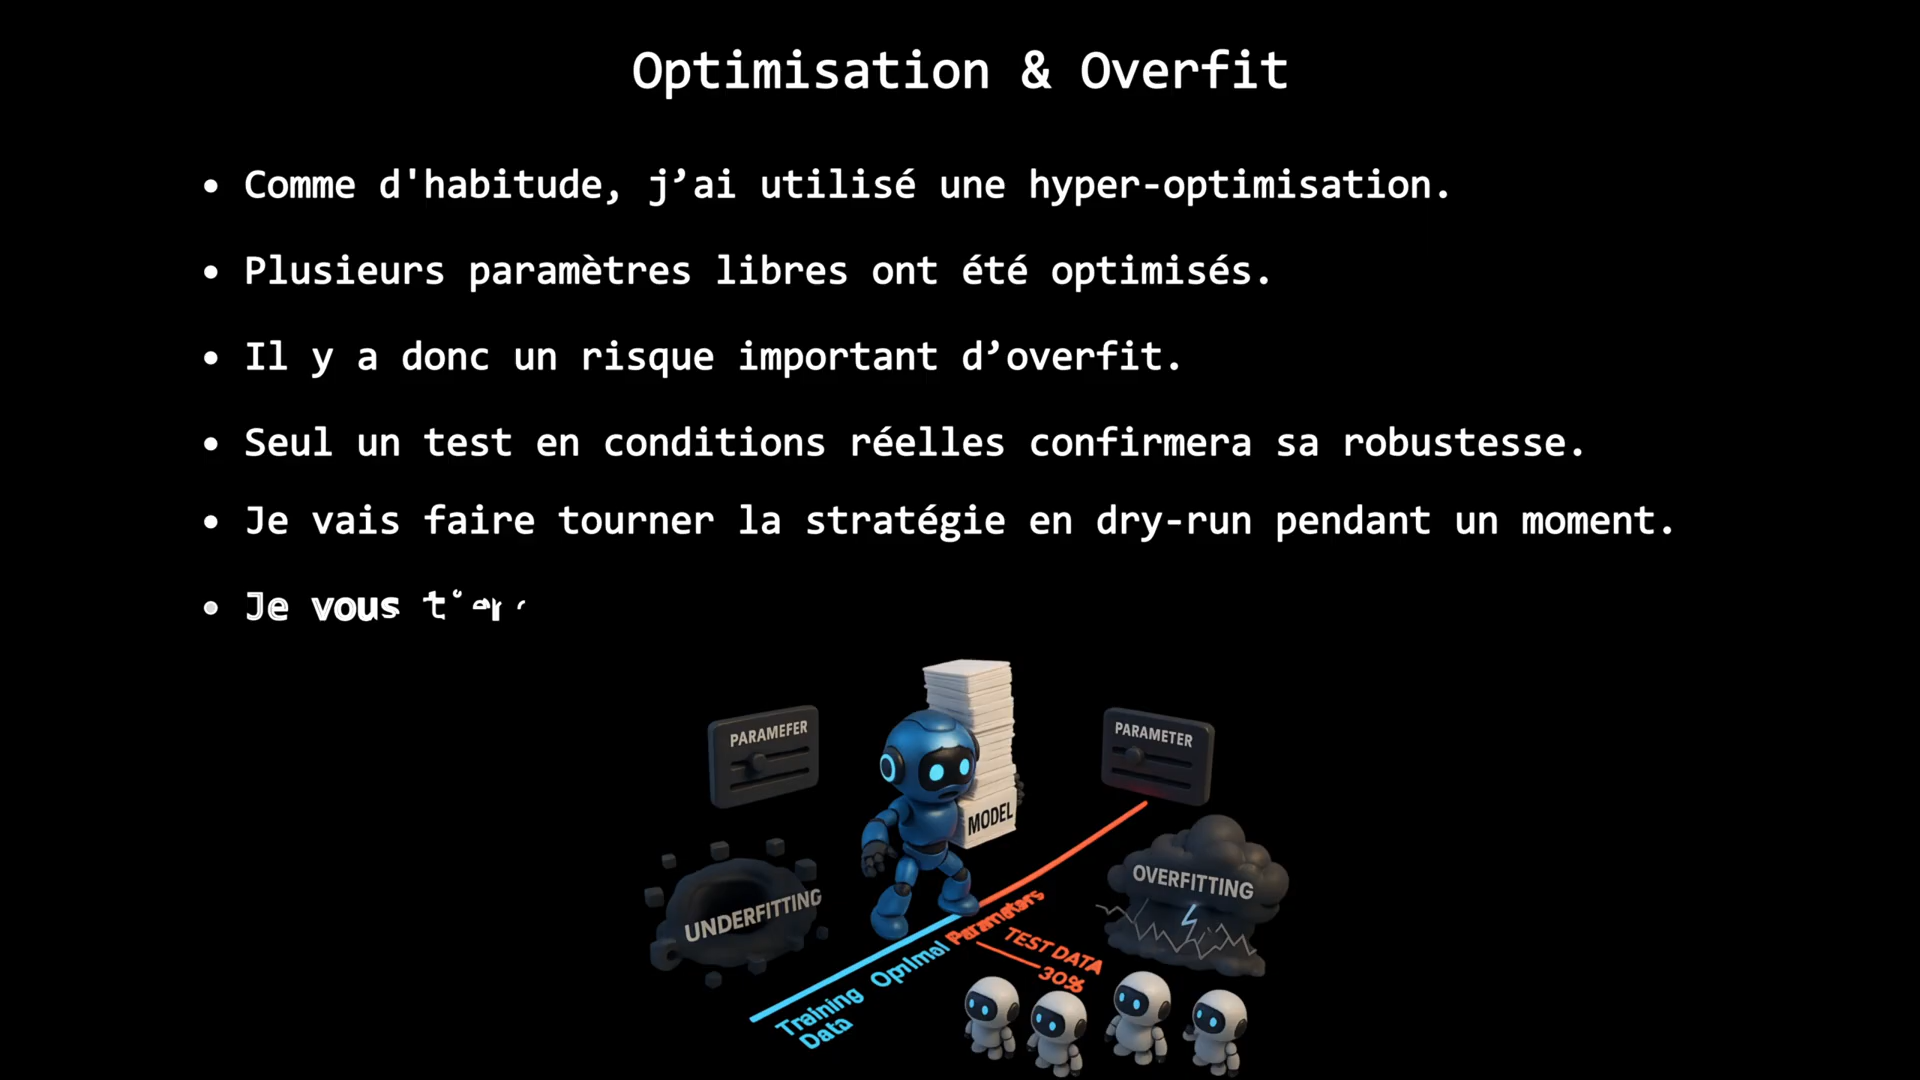 Optimisation & Overfit
• Comme d'habitude, j’ai utilisé une hyper-optimisation.
• Plusieurs paramètres libres ont été optimisés.
• Il y a donc un risque important d’overfit.
• Seul un test en conditions réelles confirmera sa robustesse.
• Je vais faire tourner la stratégie en dry-run pendant un moment.
• Je vous
PARAMEFER
PARAMETER
MODEL
UNDERFITTING
OVERFITTING
Training Data
Parameters
TEST DATA
30%